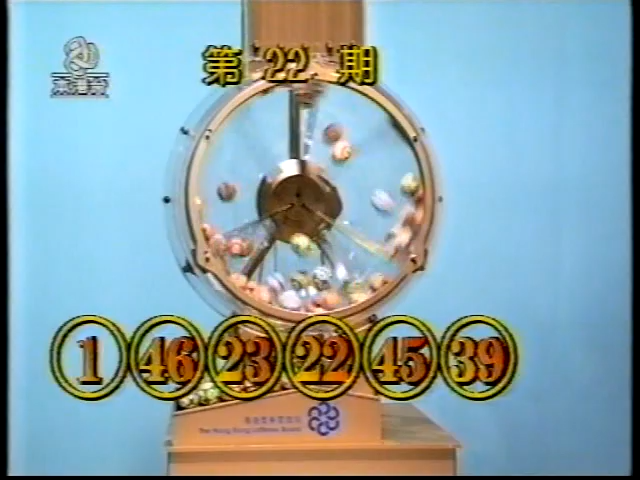 第 22 期
1 46 23 22 45 39
The Hong Kong Lotteries Board